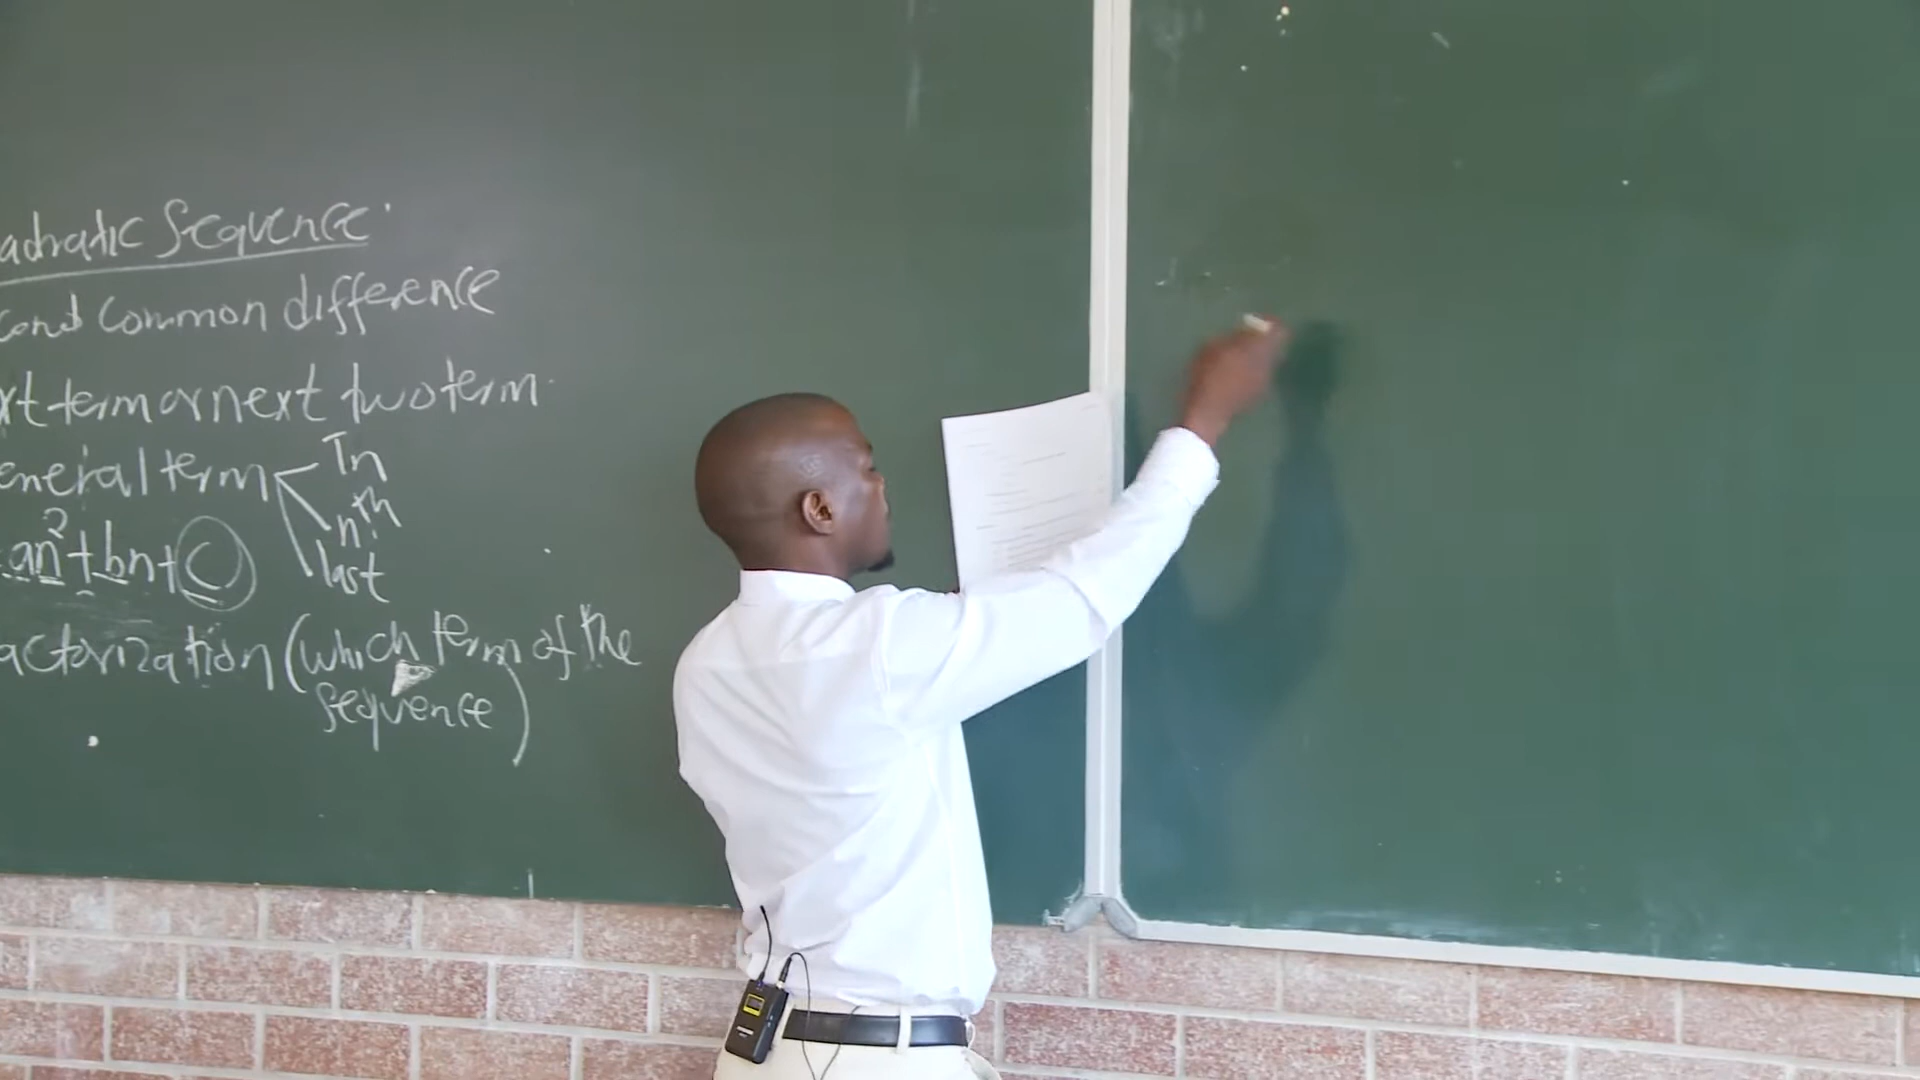 adratic Sequence.
cond common difference
xt term or next two term.
eneral term Tn
nth
an²+bn+c last
actorization (which term of the
sequence)